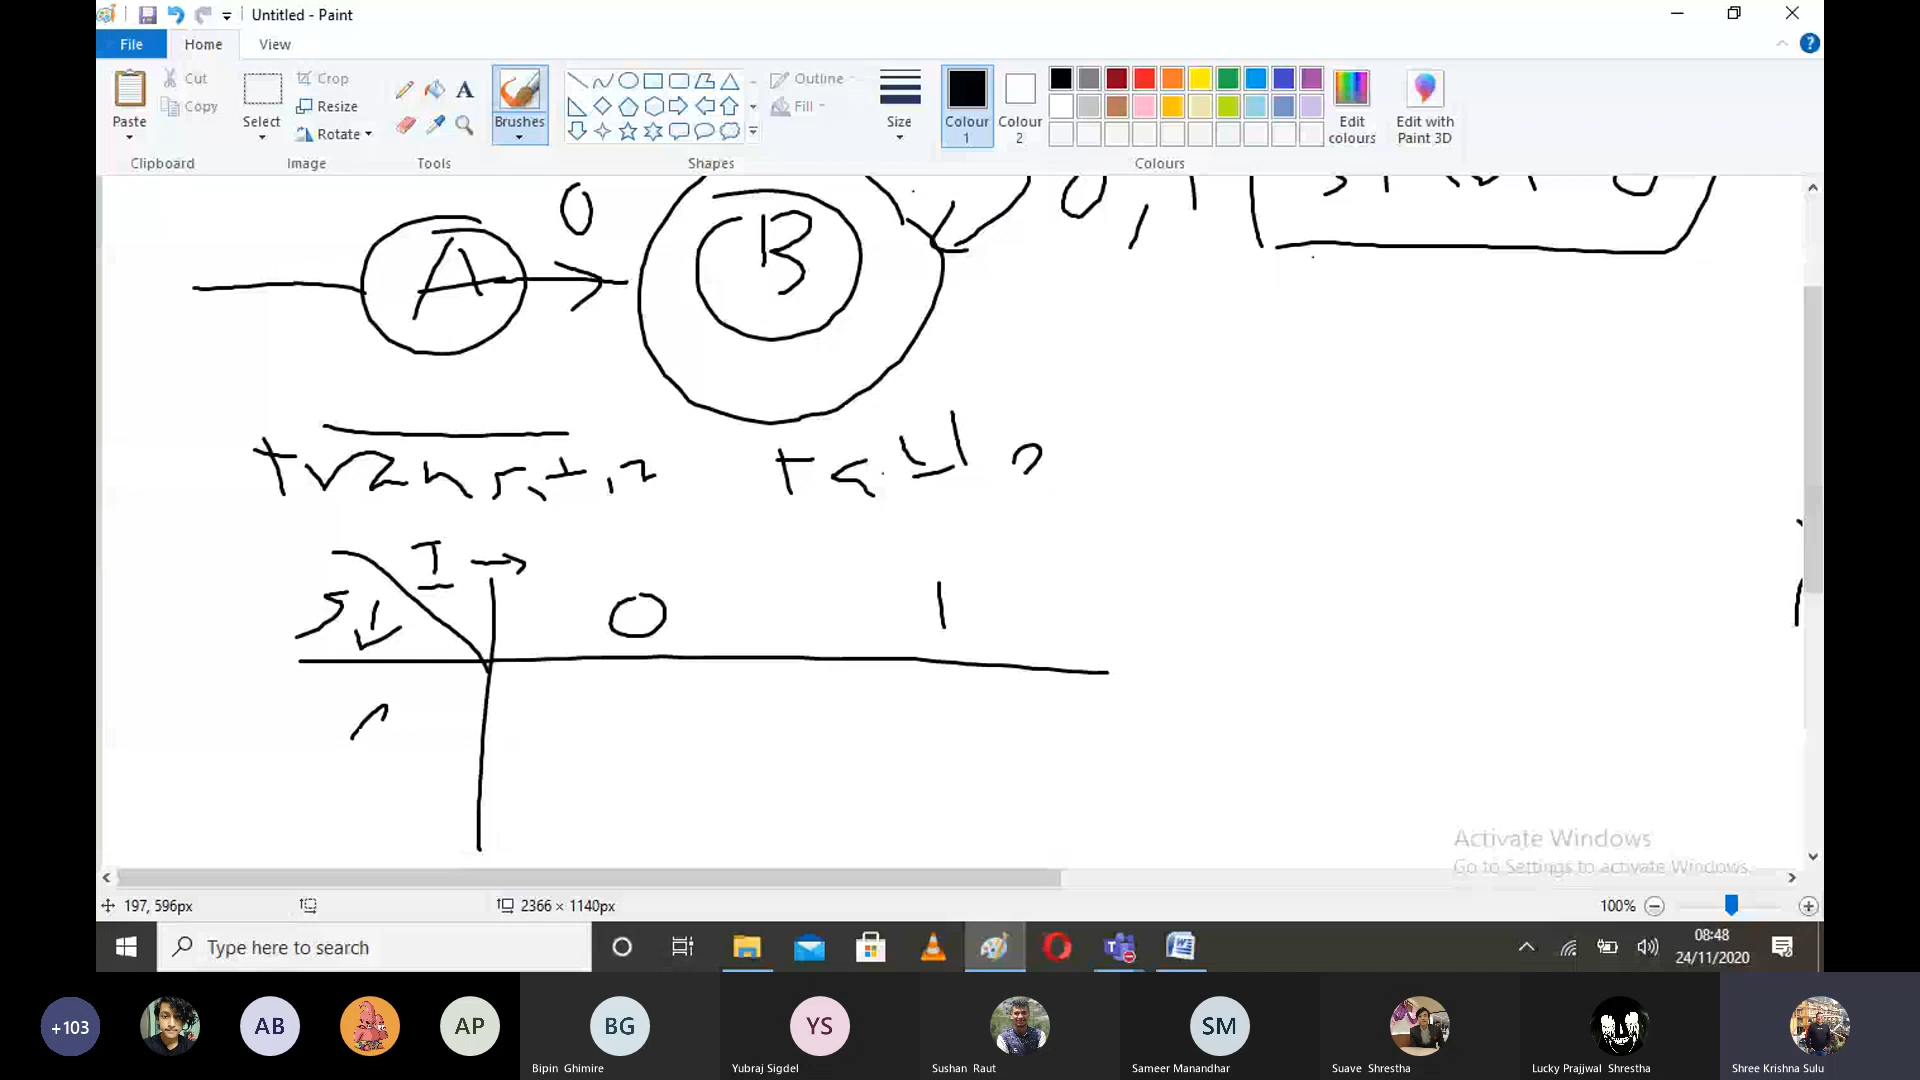 Untitled - Paint
File Home View
Paste Cut Copy
Clipboard
Select Crop Resize Rotate
Image
Tools
Brushes
Shapes
Outline Fill
Size
Colour 1 Colour 2
Edit colours
Edit with Paint 3D
Colours
0 0,1
A B
I
S 0 1
Activate Windows
Go to Settings to activate Windows.
197, 596px 2366 × 1140px 100%
Type here to search
08:48
24/11/2020
+103 AB AP BG YS SM
Bipin Ghimire Yubraj Sigdel Sushan Raut Sameer Manandhar Suave Shrestha Lucky Prajjwal Shrestha Shree Krishna Sulu